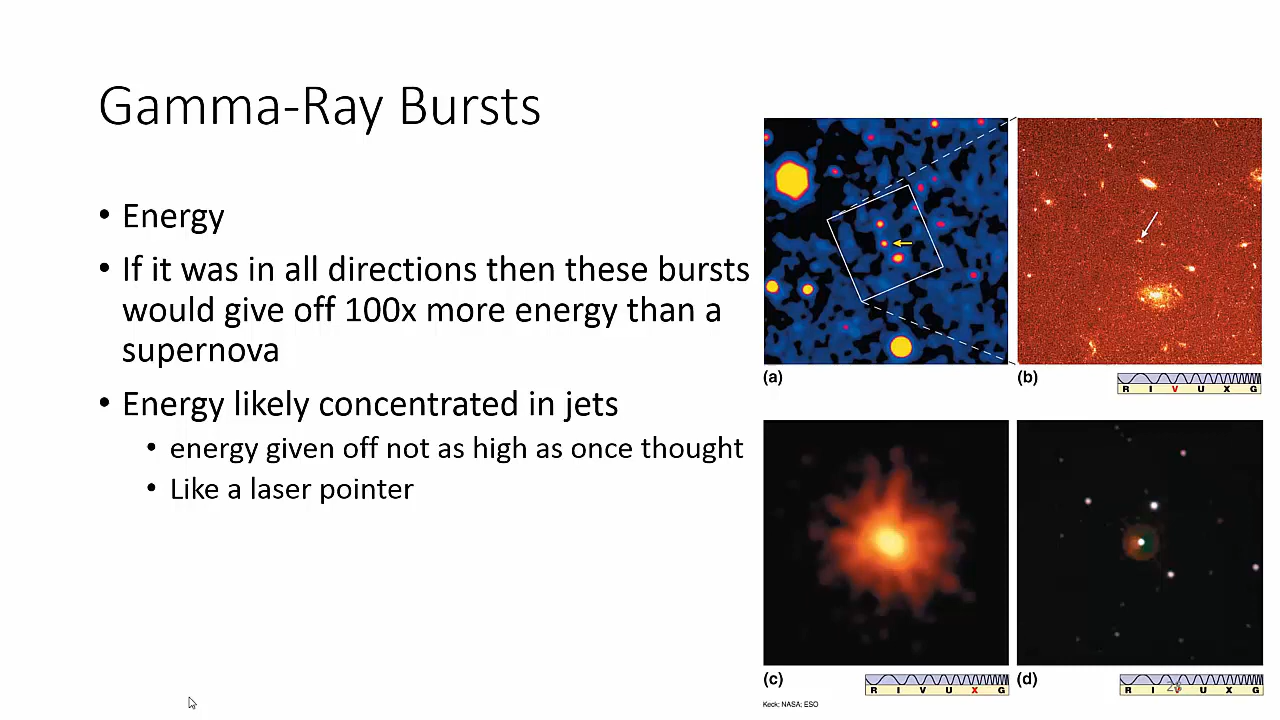 Gamma-Ray Bursts
• Energy
• If it was in all directions then these bursts
would give off 100x more energy than a
supernova
• Energy likely concentrated in jets
• energy given off not as high as once thought
• Like a laser pointer
(a)
(b)
R I V U X G
(c)
R I V U X G
(d)
R I V U X G
Keck; NASA; ESO